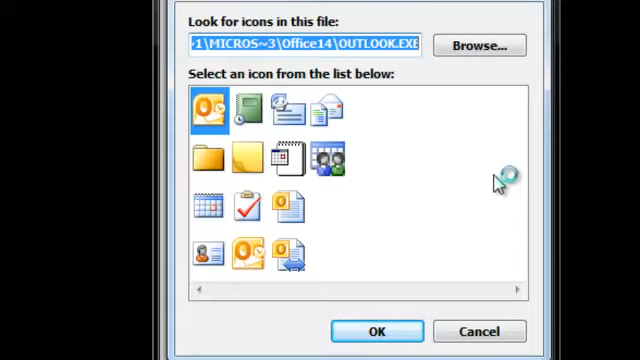 Look for icons in this file:
1\MICROS~3\Office14\OUTLOOK.EXE
Browse...
Select an icon from the list below:
OK
Cancel